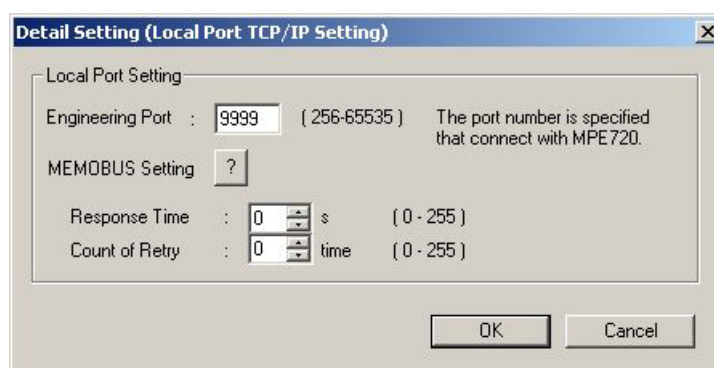 Detail Setting (Local Port TCP/IP Setting)
Local Port Setting
Engineering Port : 9999 ( 256-65535 ) The port number is specified
that connect with MPE720.
MEMOBUS Setting ?
Response Time : 0 s ( 0 - 255 )
Count of Retry : 0 time ( 0 - 255 )
OK Cancel